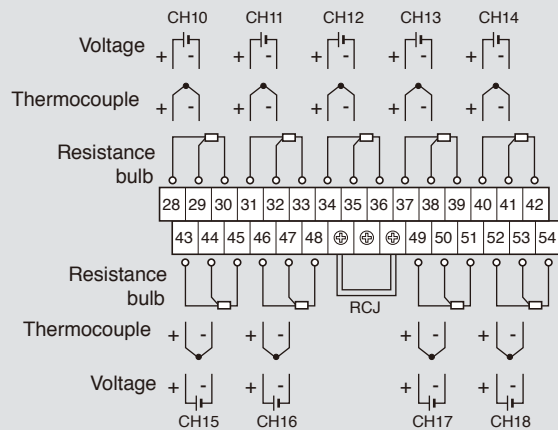 CH10 CH11 CH12 CH13 CH14
Voltage + - + - + - + - + -
Thermocouple + - + - + - + - + -
Resistance
bulb
28 29 30 31 32 33 34 35 36 37 38 39 40 41 42
43 44 45 46 47 48 49 50 51 52 53 54
Resistance
bulb
RCJ
Thermocouple + - + - + - + -
Voltage + - + - + - + -
CH15 CH16 CH17 CH18